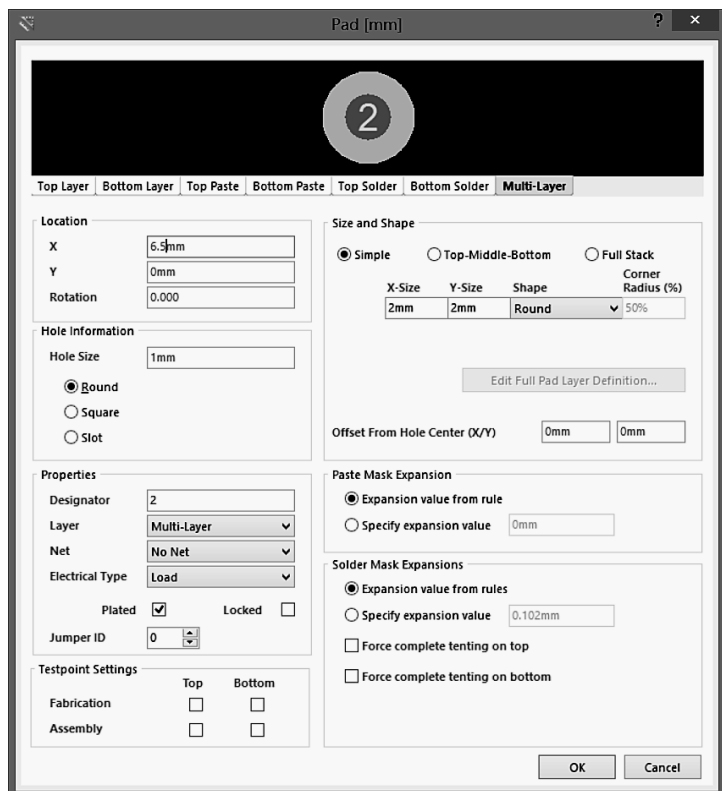 Pad [mm]
? ×
2
Top Layer Bottom Layer Top Paste Bottom Paste Top Solder Bottom Solder Multi-Layer
Location
X 6.5mm
Y 0mm
Rotation 0.000
Hole Information
Hole Size 1mm
Round
Square
Slot
Properties
Designator 2
Layer Multi-Layer
Net No Net
Electrical Type Load
Plated Locked
Jumper ID 0
Testpoint Settings
Top Bottom
Fabrication
Assembly
Size and Shape
Simple Top-Middle-Bottom Full Stack
X-Size Y-Size Shape Corner Radius (%)
2mm 2mm Round 50%
Edit Full Pad Layer Definition...
Offset From Hole Center (X/Y) 0mm 0mm
Paste Mask Expansion
Expansion value from rule
Specify expansion value 0mm
Solder Mask Expansions
Expansion value from rules
Specify expansion value 0.102mm
Force complete tenting on top
Force complete tenting on bottom
OK Cancel